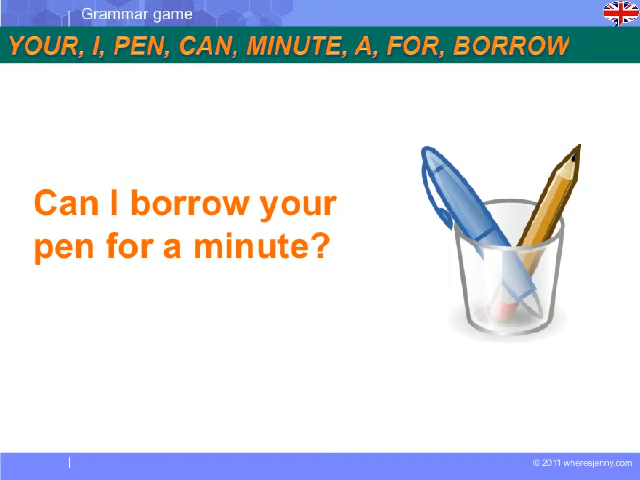 Grammar game
YOUR, I, PEN, CAN, MINUTE, A, FOR, BORROW
Can I borrow your
pen for a minute?
© 2011 wheresjenny.com